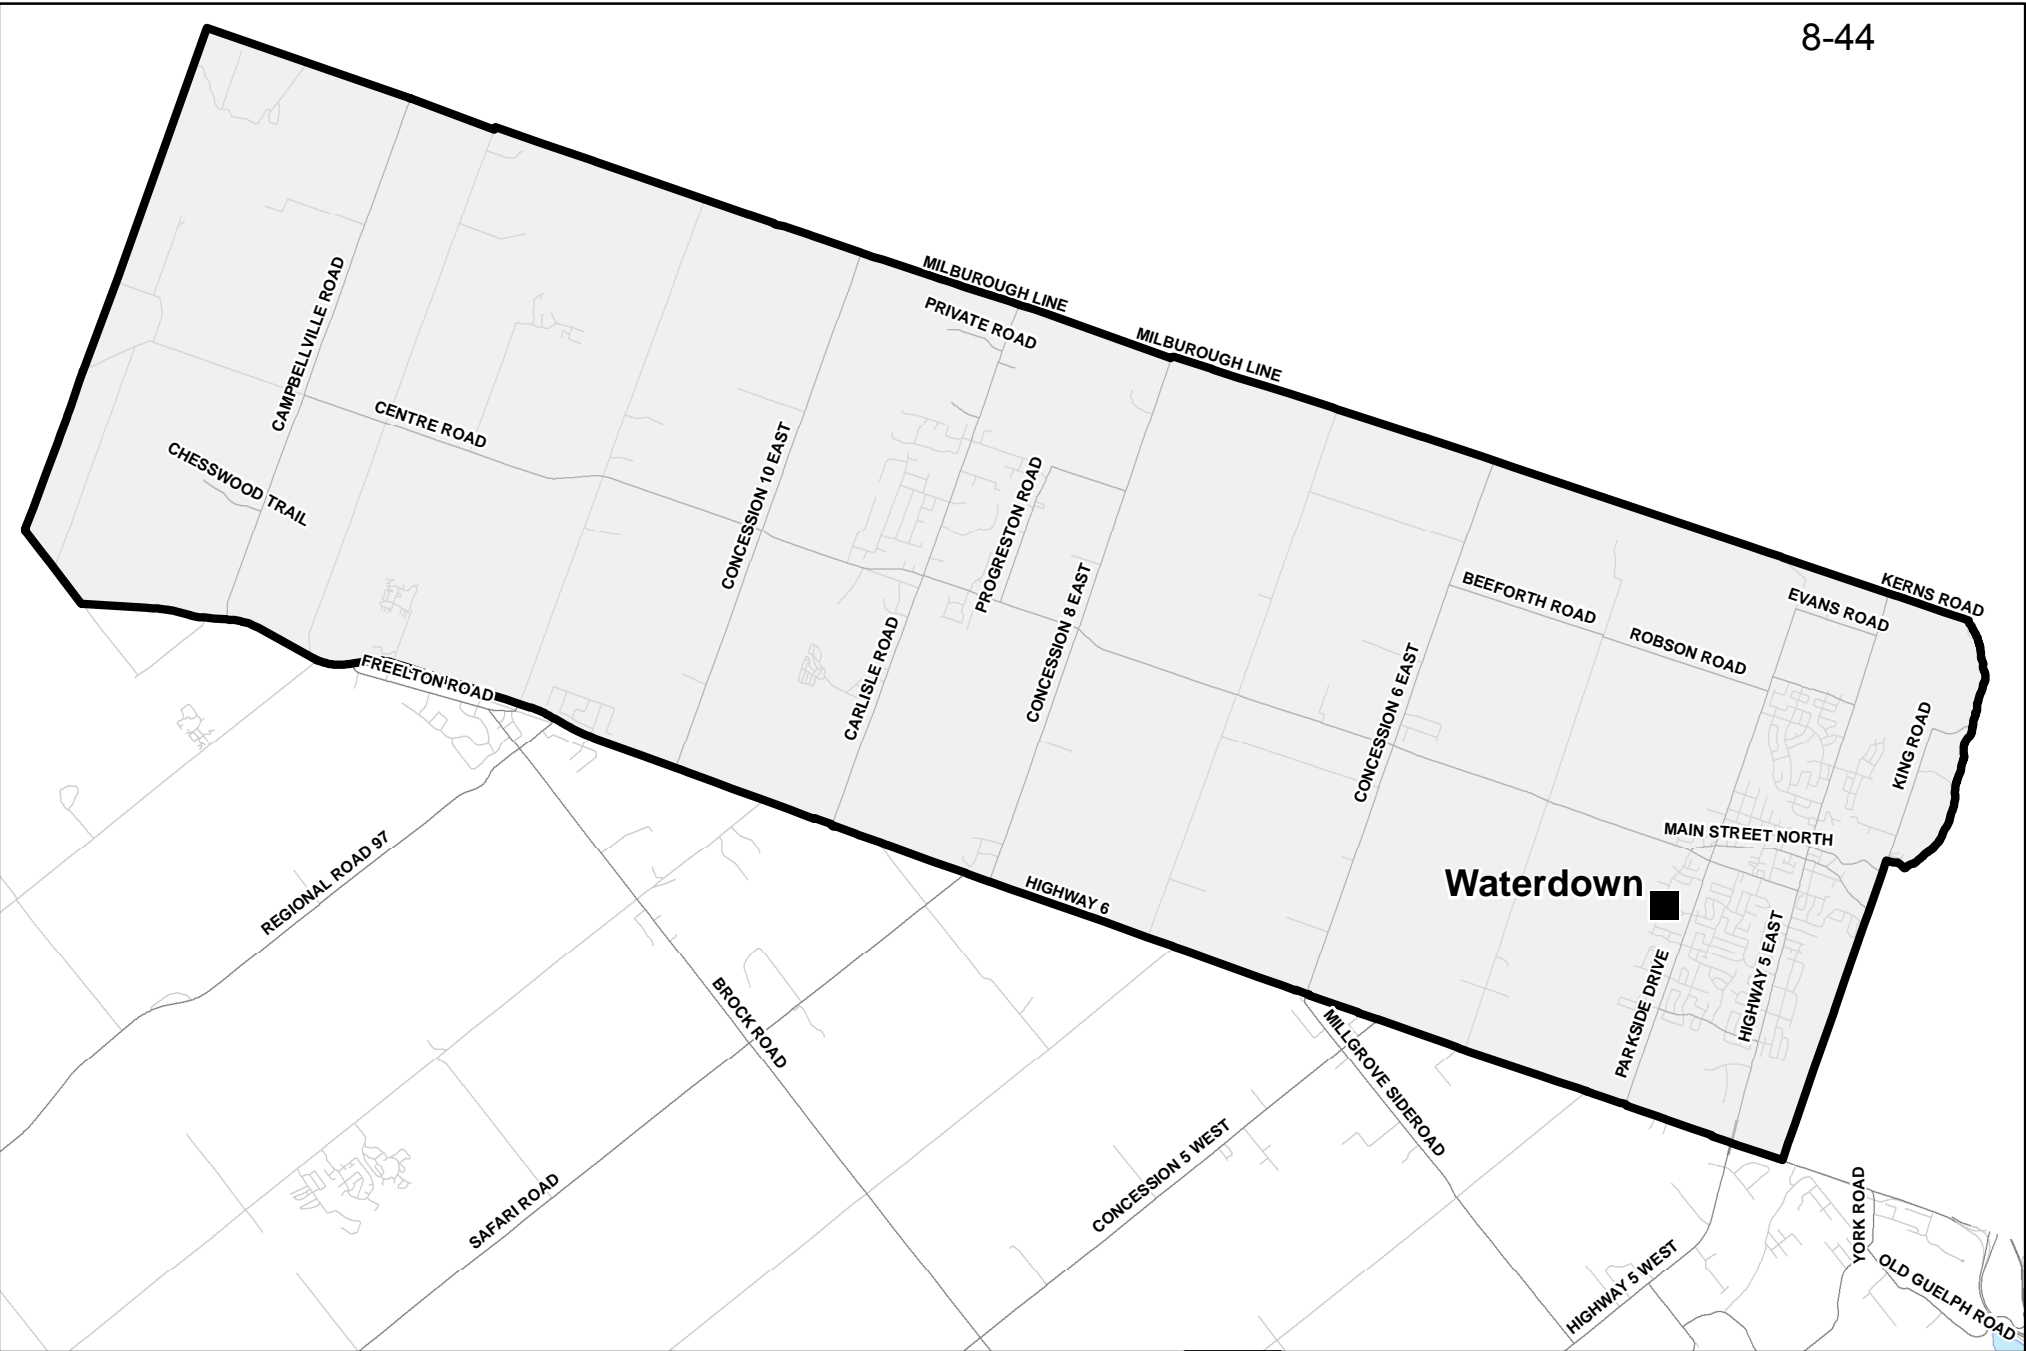 8-44
MILBUROUGH LINE
PRIVATE ROAD
MILBUROUGH LINE
CAMPBELLVILLE ROAD
CENTRE ROAD
CHESSWOOD TRAIL
CONCESSION 10 EAST
PROGRESTON ROAD
CONCESSION 8 EAST
CARLISLE ROAD
BEEFORTH ROAD
KERNS ROAD
EVANS ROAD
ROBSON ROAD
FREELTON ROAD
CONCESSION 6 EAST
KING ROAD
MAIN STREET NORTH
REGIONAL ROAD 97
HIGHWAY 6
Waterdown
HIGHWAY 5 EAST
PARKSIDE DRIVE
BROCK ROAD
MILLGROVE SIDEROAD
CONCESSION 5 WEST
SAFARI ROAD
YORK ROAD
HIGHWAY 5 WEST
OLD GUELPH ROAD